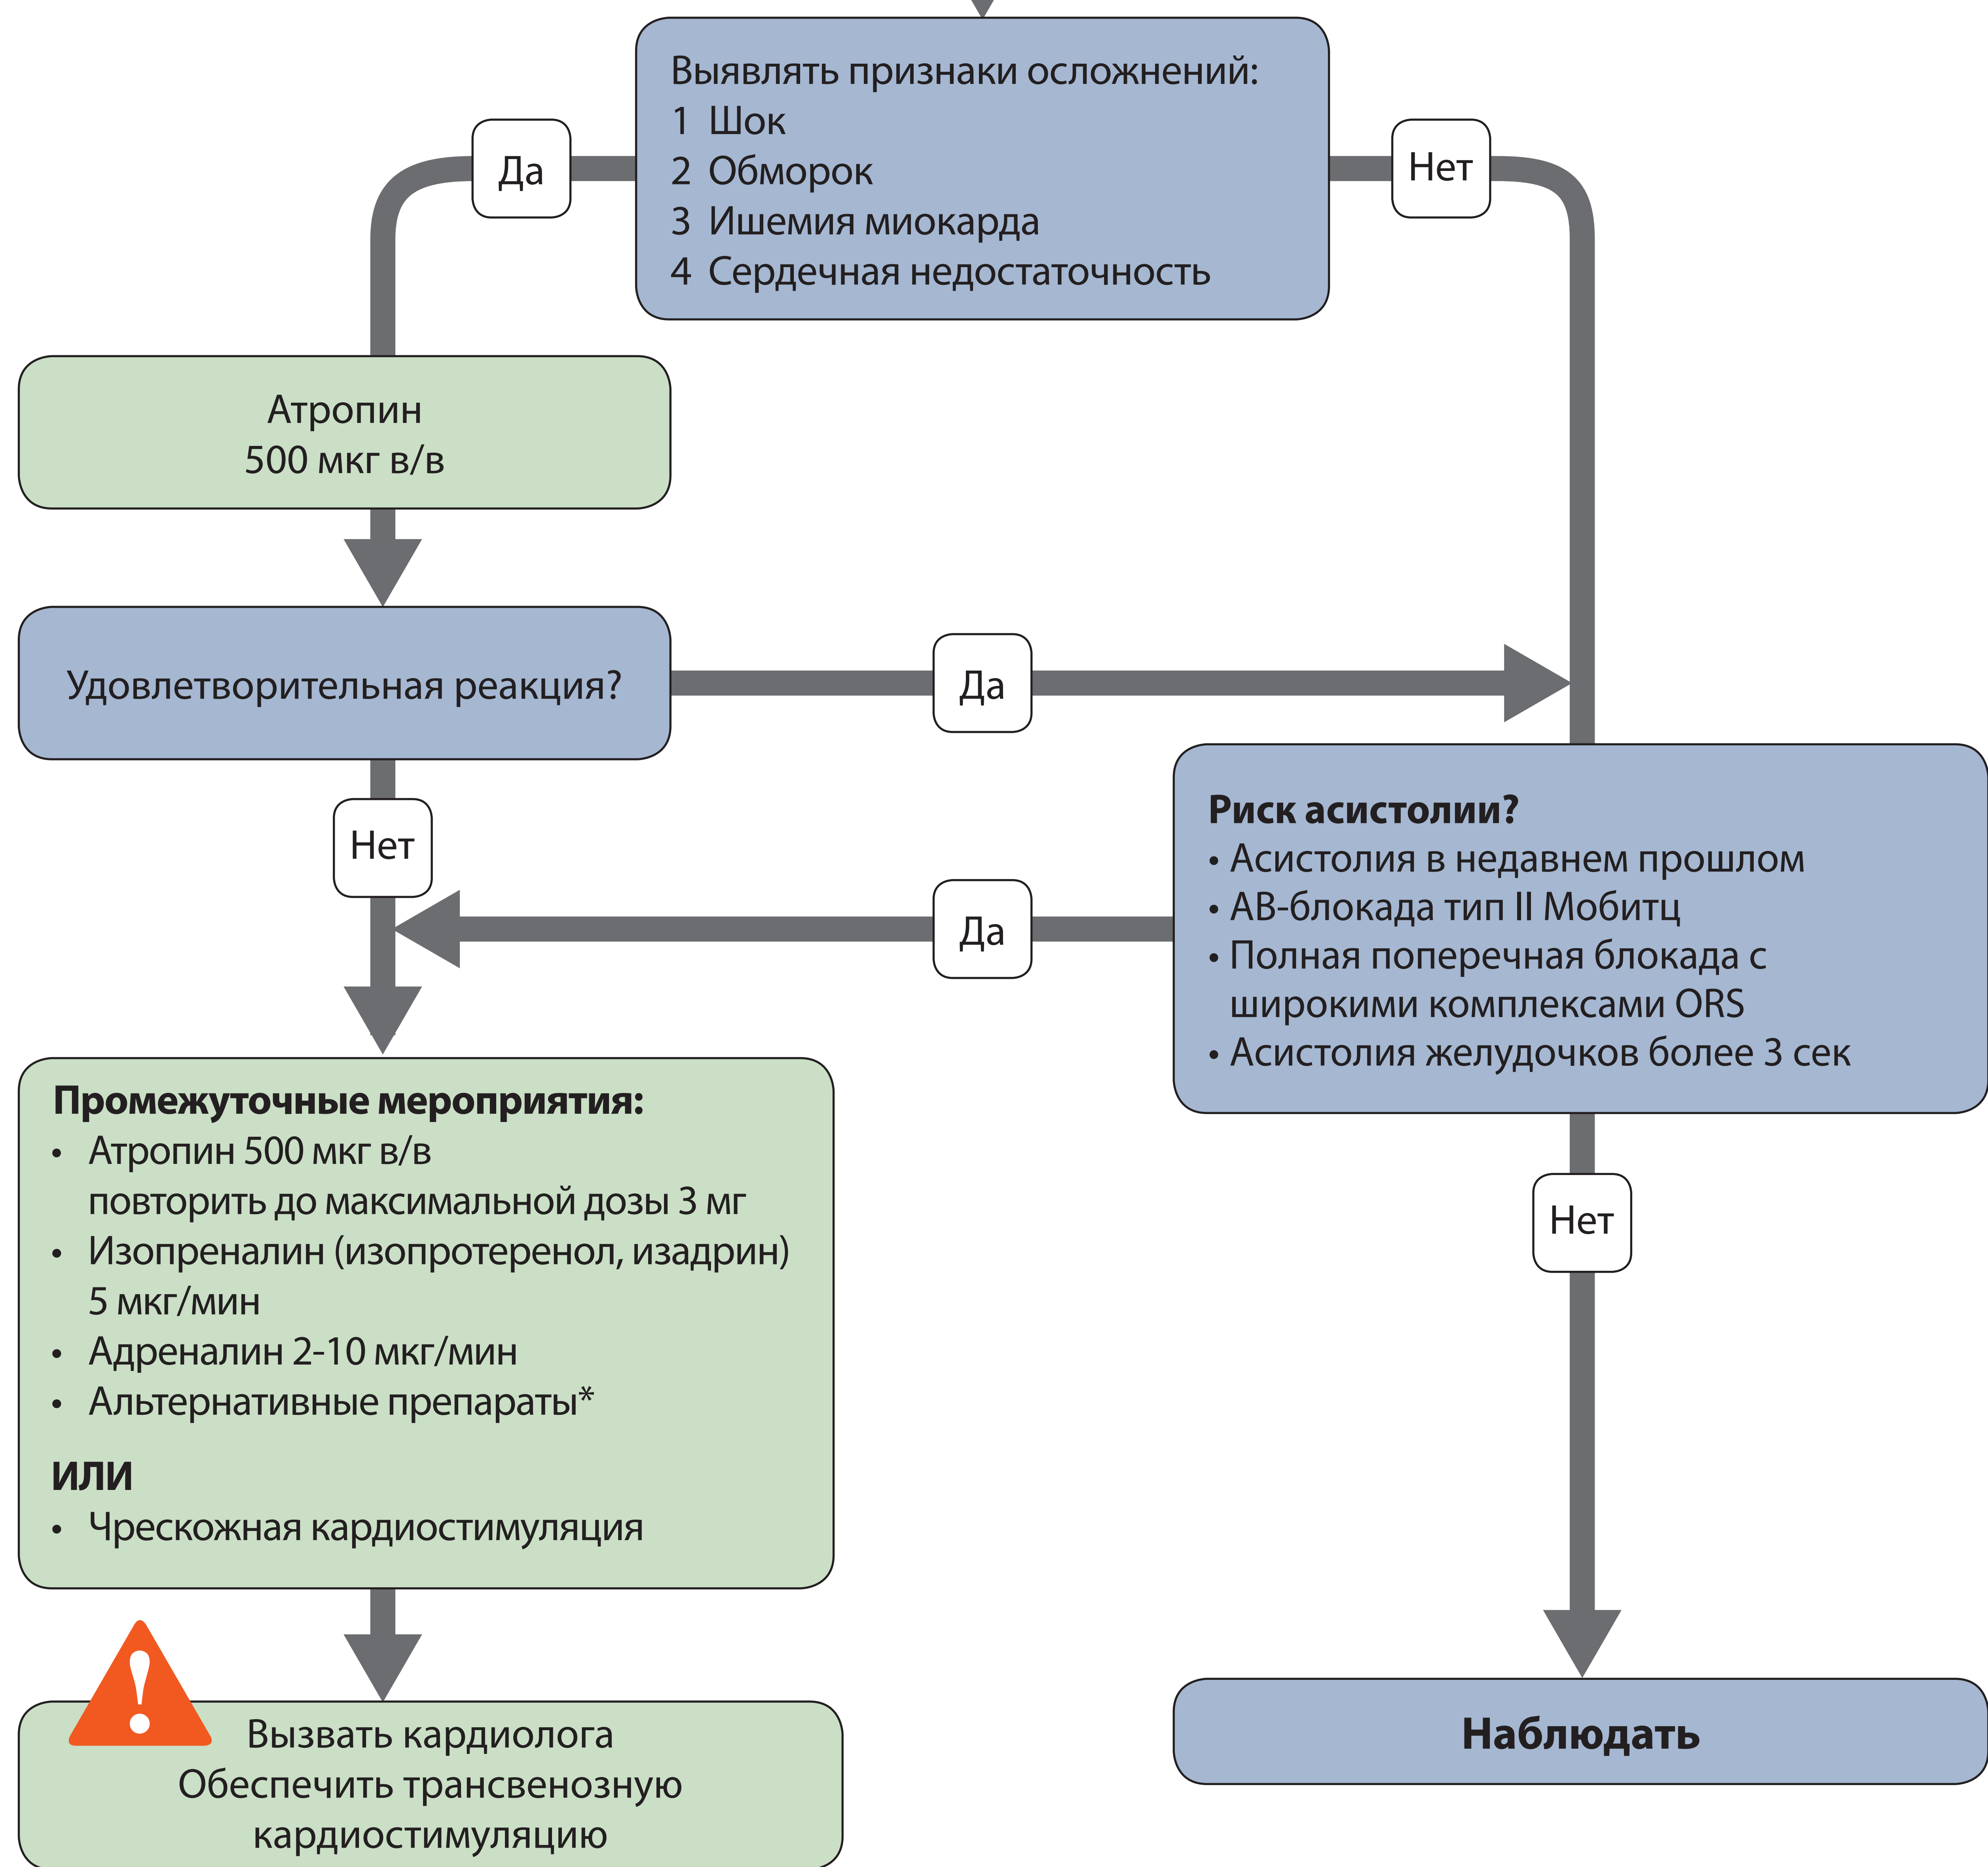 Выявлять признаки осложнений:
1 Шок
2 Обморок
3 Ишемия миокарда
4 Сердечная недостаточность
Да
Нет
Атропин
500 мкг в/в
Удовлетворительная реакция?
Да
Нет
Риск асистолии?
• Асистолия в недавнем прошлом
• АВ-блокада тип II Мобитц
• Полная поперечная блокада с
широкими комплексами ORS
• Асистолия желудочков более 3 сек
Да
Нет
Промежуточные мероприятия:
• Атропин 500 мкг в/в
повторить до максимальной дозы 3 мг
• Изопреналин (изопротеренол, изадрин)
5 мкг/мин
• Адреналин 2-10 мкг/мин
• Альтернативные препараты*
ИЛИ
• Чрескожная кардиостимуляция
!
Вызвать кардиолога
Обеспечить трансвенозную
кардиостимуляцию
Наблюдать